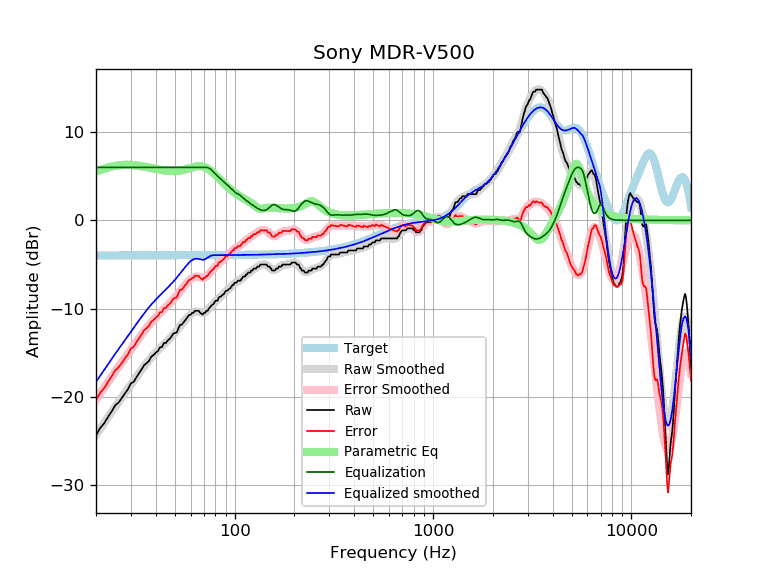 Sony MDR-V500
Amplitude (dBr)
10
0
−10
−20
−30
Target
Raw Smoothed
Error Smoothed
Raw
Error
Parametric Eq
Equalization
Equalized smoothed
100 1000 10000
Frequency (Hz)